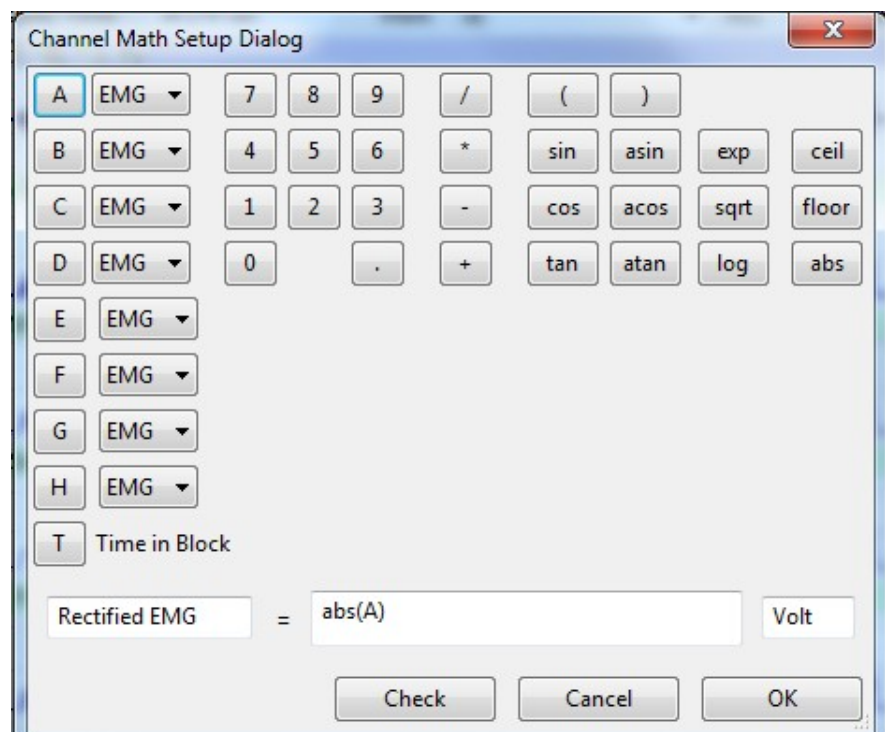 Channel Math Setup Dialog
A EMG 7 8 9 / ( )
B EMG 4 5 6 * sin asin exp ceil
C EMG 1 2 3 - cos acos sqrt floor
D EMG 0 . + tan atan log abs
E EMG
F EMG
G EMG
H EMG
T Time in Block
Rectified EMG = abs(A) Volt
Check Cancel OK